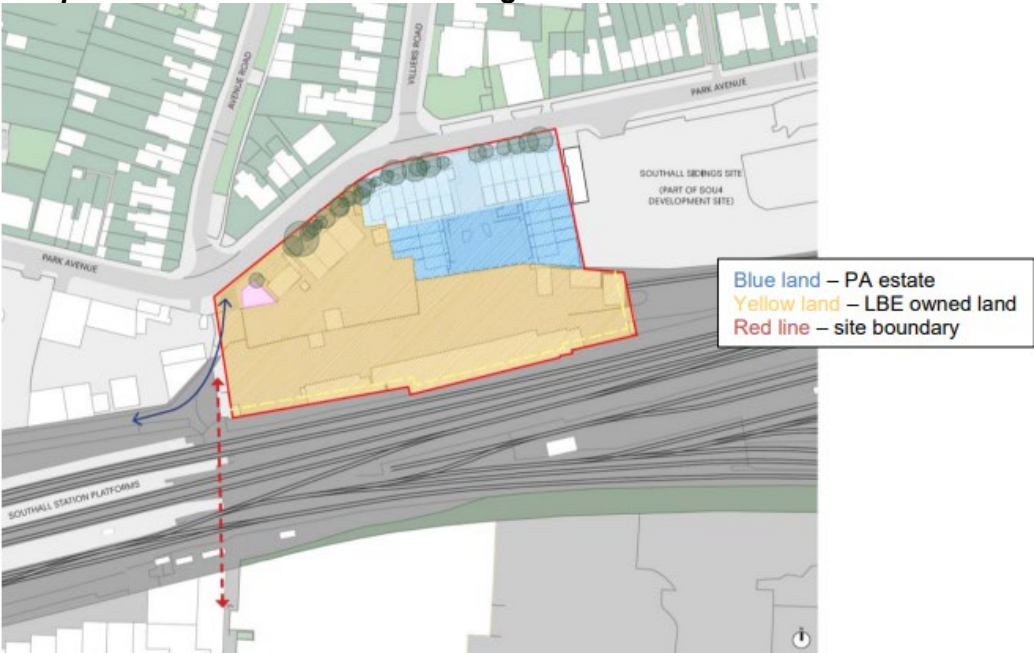 AVENUE ROAD
VILLIERS ROAD
PARK AVENUE
SOUTHALL SIDINGS SITE
(PART OF SOU4
DEVELOPMENT SITE)
PARK AVENUE
Blue land – PA estate
Yellow land – LBE owned land
Red line – site boundary
SOUTHALL STATION PLATFORMS